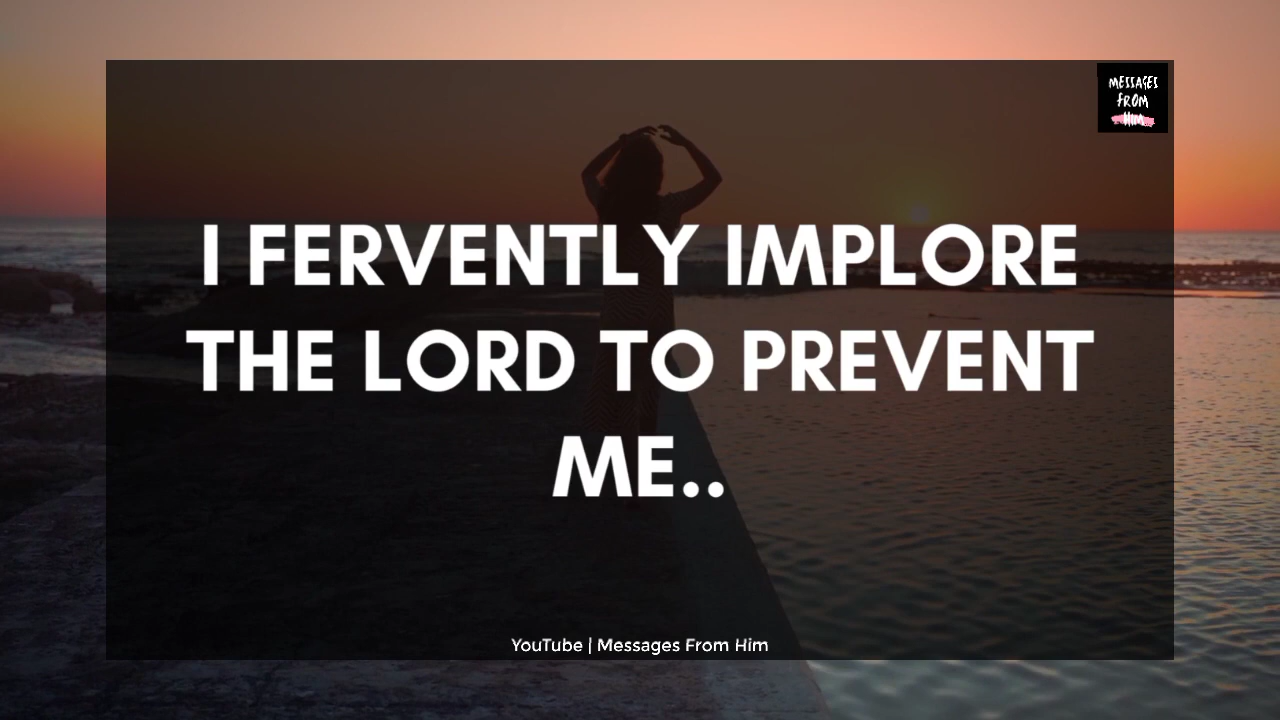 MESSAGES
FROM
HIM
I FERVENTLY IMPLORE
THE LORD TO PREVENT
ME..
YouTube | Messages From Him